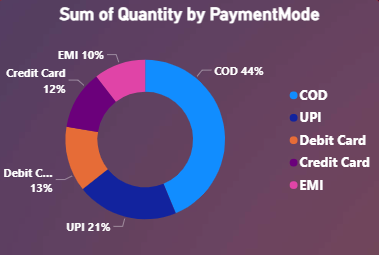 Sum of Quantity by PaymentMode
EMI 10%
COD 44%
Credit Card
12%
Debit C...
13%
UPI 21%
COD
UPI
Debit Card
Credit Card
EMI